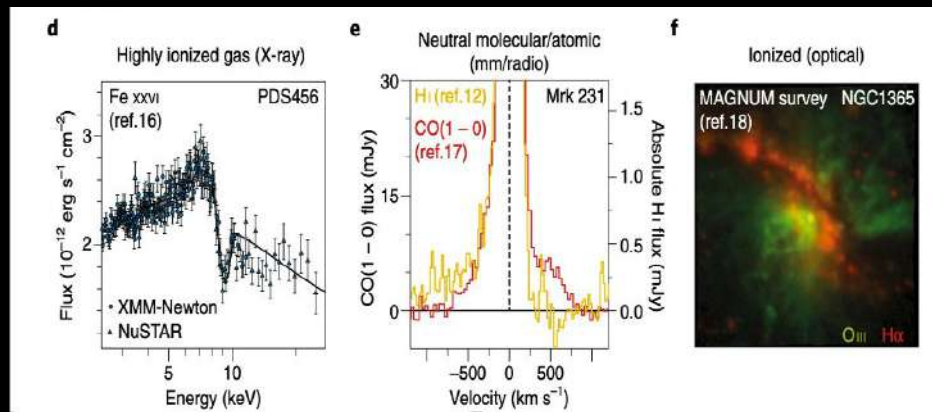 d
Highly ionized gas (X-ray)
Fe XXVI
(ref.16)
PDS456
3
2
Flux (10⁻¹² erg s⁻¹ cm⁻²)
XMM-Newton
NuSTAR
5 10
Energy (keV)
e
Neutral molecular/atomic
(mm/radio)
HI (ref.12)
CO(1 – 0)
(ref.17)
Mrk 231
30
15
0
CO(1 – 0) flux (mJy)
1.5
1.0
0.5
0.0
Absolute HI flux (mJy)
−500 0 500
Velocity (km s⁻¹)
f
Ionized (optical)
MAGNUM survey NGC1365
(ref.18)
OIII Hα